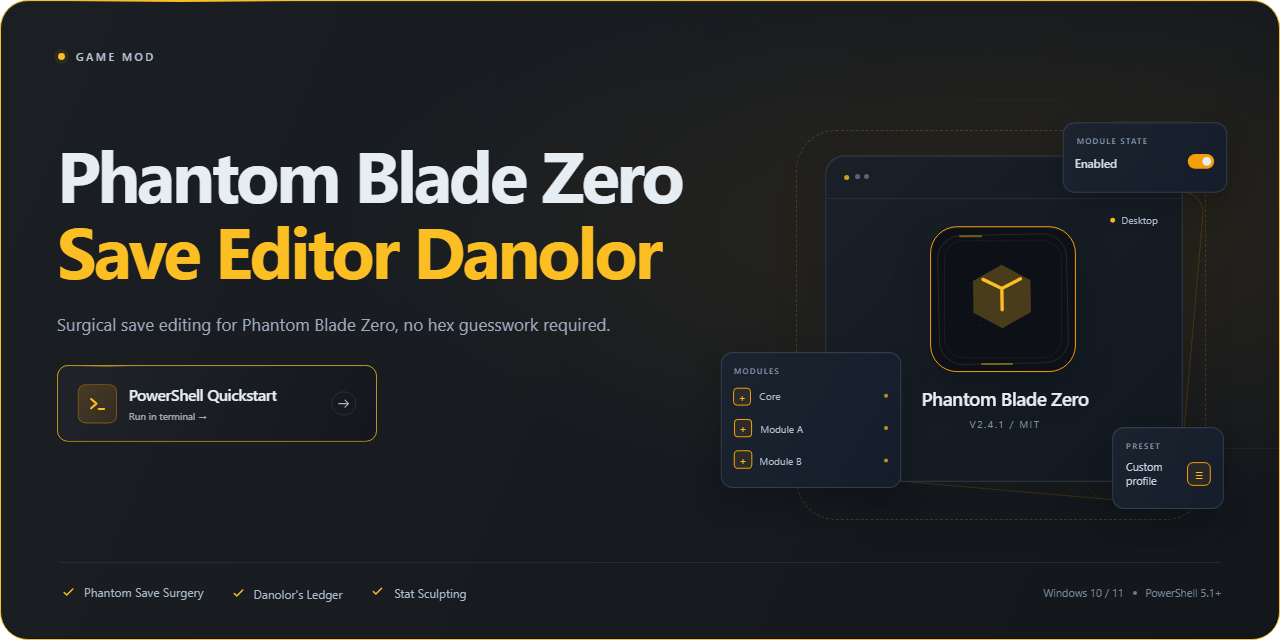 GAME MOD
Phantom Blade Zero
Save Editor Danolor
Surgical save editing for Phantom Blade Zero, no hex guesswork required.
PowerShell Quickstart
Run in terminal →
MODULE STATE
Enabled
Desktop
MODULES
Core
Module A
Module B
Phantom Blade Zero
V2.4.1 / MIT
PRESET
Custom
profile
Phantom Save Surgery
Danolor's Ledger
Stat Sculpting
Windows 10 / 11 • PowerShell 5.1+